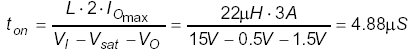 t_on = (L · 2 · I_Omax) / (V_I − V_sat − V_O) = (22µH · 3A) / (15V − 0.5V − 1.5V) = 4.88µS